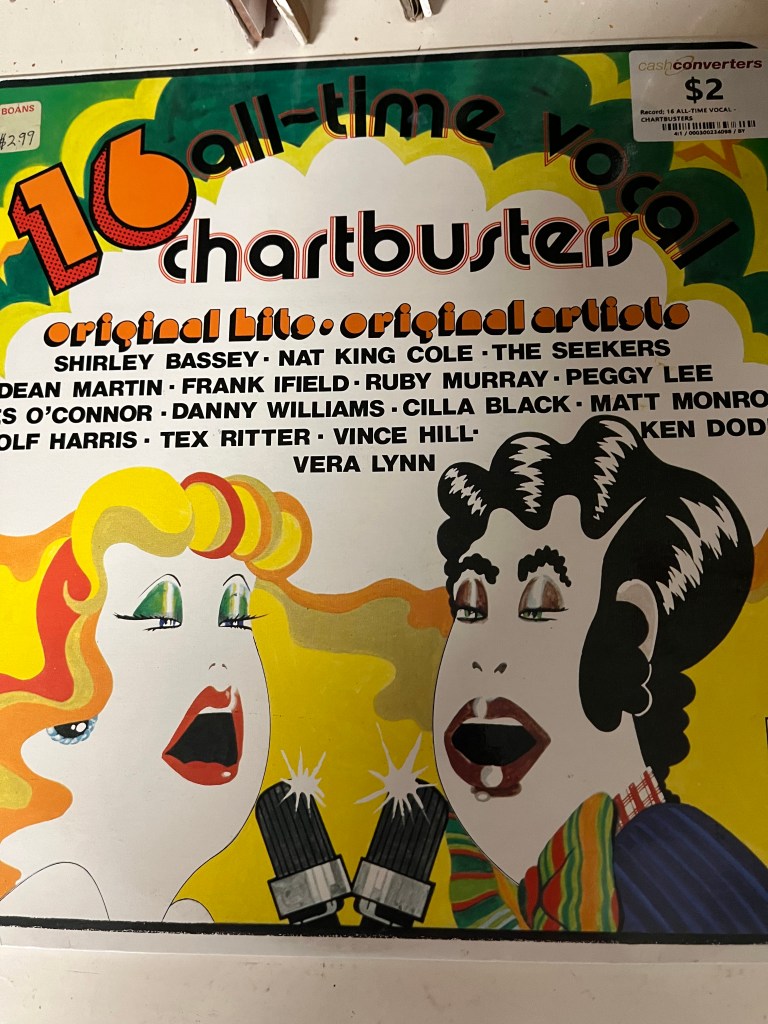 cashconverters
$2
Record; 16 ALL-TIME VOCAL -
CHARTBUSTERS
BOANS
$2.99
16 all-time vocal
chartbusters
original hits • original artists
SHIRLEY BASSEY · NAT KING COLE · THE SEEKERS
DEAN MARTIN · FRANK IFIELD · RUBY MURRAY · PEGGY LEE
ES O'CONNOR · DANNY WILLIAMS · CILLA BLACK · MATT MONRO
OLF HARRIS · TEX RITTER · VINCE HILL· KEN DOD
VERA LYNN